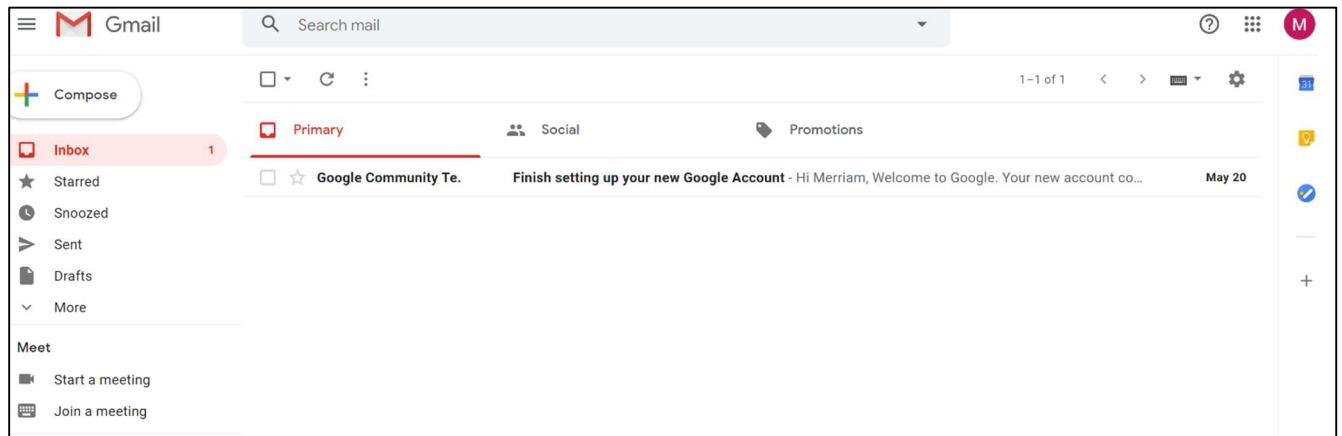 Gmail
Search mail
M
Compose
1–1 of 1
31
Primary
Social
Promotions
Inbox 1
Google Community Te. Finish setting up your new Google Account - Hi Merriam, Welcome to Google. Your new account co... May 20
Starred
Snoozed
Sent
Drafts
More
Meet
Start a meeting
Join a meeting